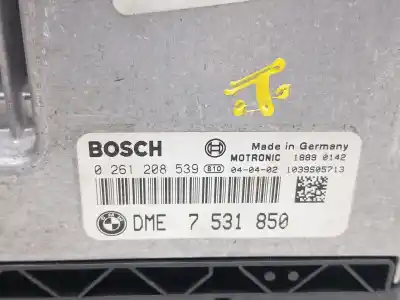 BOSCH Made in Germany
MOTRONIC 1889 0142
0 261 208 539 B10 04-04-02 1039S05713
DME 7 531 850